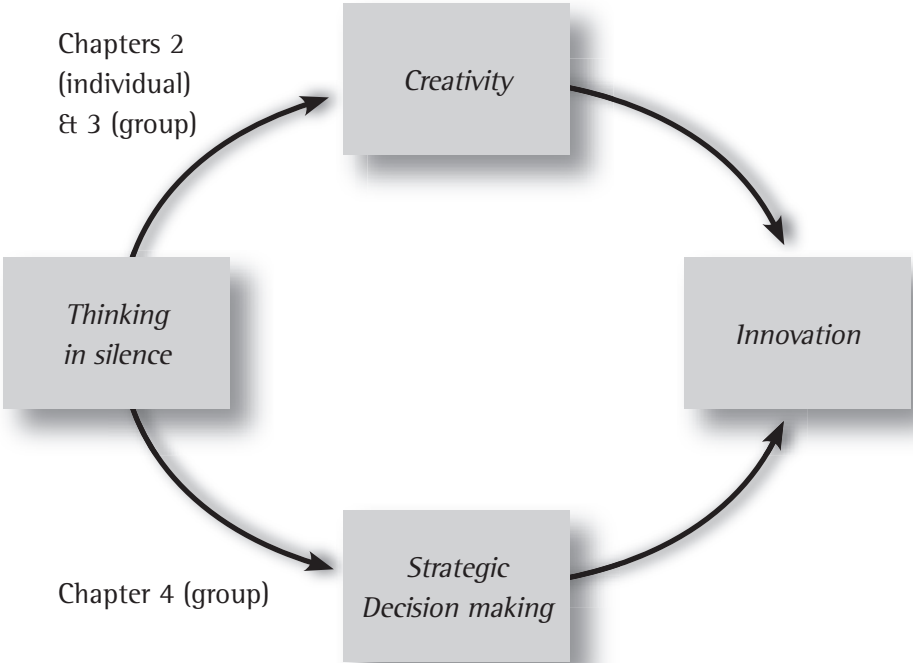 Chapters 2
(individual)
& 3 (group)
Creativity
Thinking
in silence
Innovation
Chapter 4 (group)
Strategic
Decision making